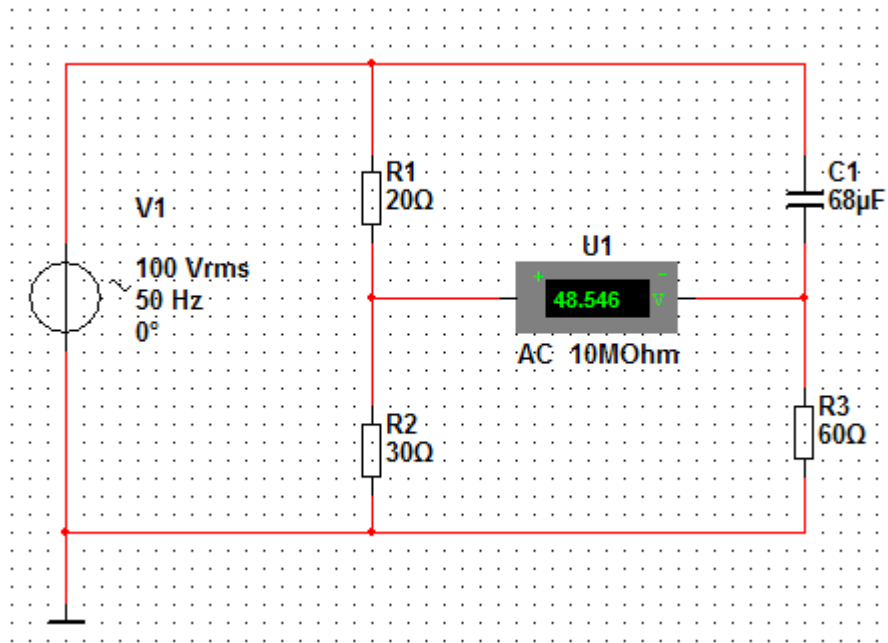 V1
100 Vrms
50 Hz
0°
R1
20Ω
R2
30Ω
U1
+ −
48.546 V
AC 10MOhm
C1
68µF
R3
60Ω